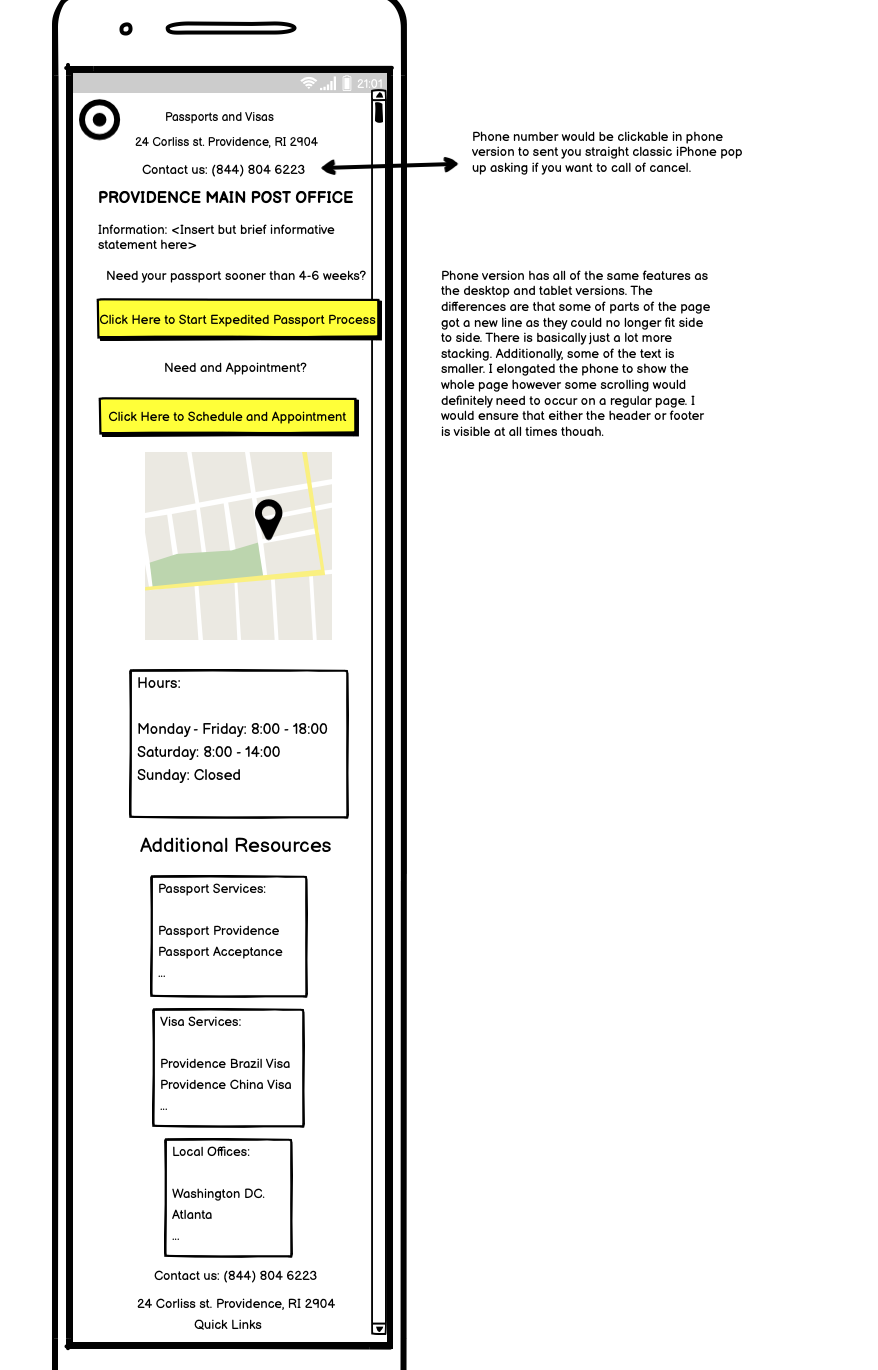 21:01
Passports and Visas
24 Corliss st. Providence, RI 2904
Contact us: (844) 804 6223
Phone number would be clickable in phone
version to sent you straight classic iPhone pop
up asking if you want to call of cancel.
PROVIDENCE MAIN POST OFFICE
Information: <Insert but brief informative
statement here>
Need your passport sooner than 4-6 weeks?
Click Here to Start Expedited Passport Process
Need and Appointment?
Click Here to Schedule and Appointment
Phone version has all of the same features as
the desktop and tablet versions. The
differences are that some of parts of the page
got a new line as they could no longer fit side
to side. There is basically just a lot more
stacking. Additionally, some of the text is
smaller. I elongated the phone to show the
whole page however some scrolling would
definitely need to occur on a regular page. I
would ensure that either the header or footer
is visible at all times though.
Hours:
Monday - Friday: 8:00 - 18:00
Saturday: 8:00 - 14:00
Sunday: Closed
Additional Resources
Passport Services:
Passport Providence
Passport Acceptance
...
Visa Services:
Providence Brazil Visa
Providence China Visa
...
Local Offices:
Washington DC.
Atlanta
...
Contact us: (844) 804 6223
24 Corliss st. Providence, RI 2904
Quick Links